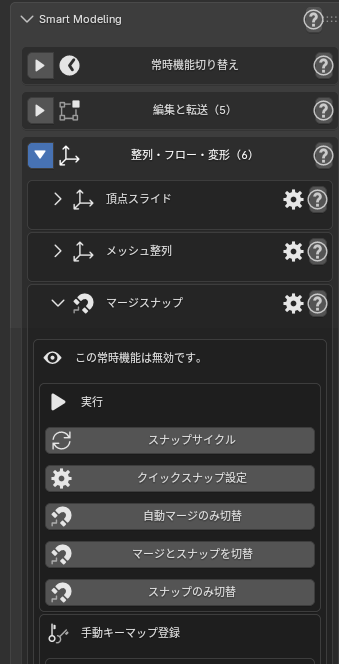 Smart Modeling
常時機能切り替え
編集と転送（5）
整列・フロー・変形（6）
頂点スライド
メッシュ整列
マージスナップ
この常時機能は無効です。
実行
スナップサイクル
クイックスナップ設定
自動マージのみ切替
マージとスナップを切替
スナップのみ切替
手動キーマップ登録